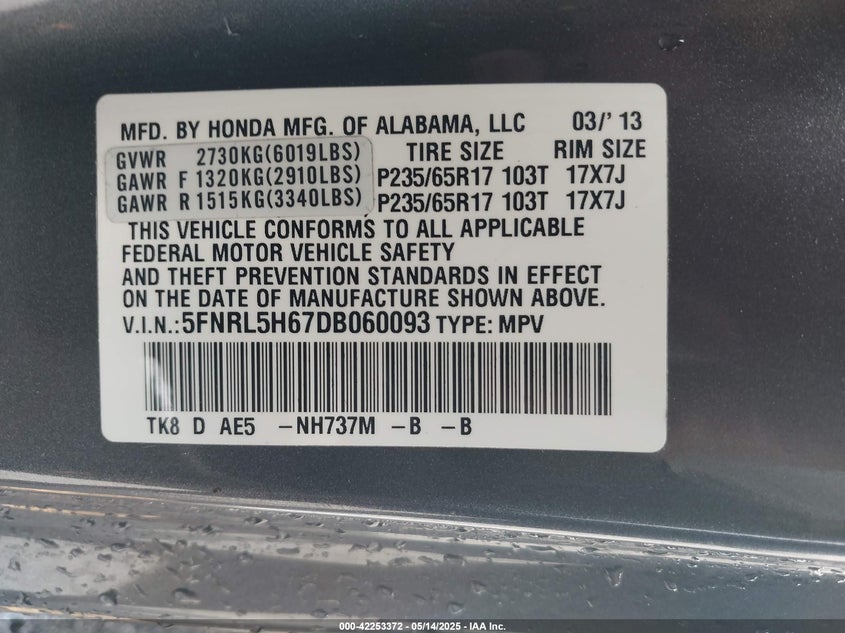 MFD. BY HONDA MFG. OF ALABAMA, LLC 03/' 13
GVWR 2730KG(6019LBS) TIRE SIZE RIM SIZE
GAWR F 1320KG(2910LBS) P235/65R17 103T 17X7J
GAWR R 1515KG(3340LBS) P235/65R17 103T 17X7J
THIS VEHICLE CONFORMS TO ALL APPLICABLE
FEDERAL MOTOR VEHICLE SAFETY
AND THEFT PREVENTION STANDARDS IN EFFECT
ON THE DATE OF MANUFACTURE SHOWN ABOVE.
V.I.N.:5FNRL5H67DB060093 TYPE: MPV
TK8 D AE5 -NH737M -B -B
000-42253372 - 05/14/2025 - IAA Inc.